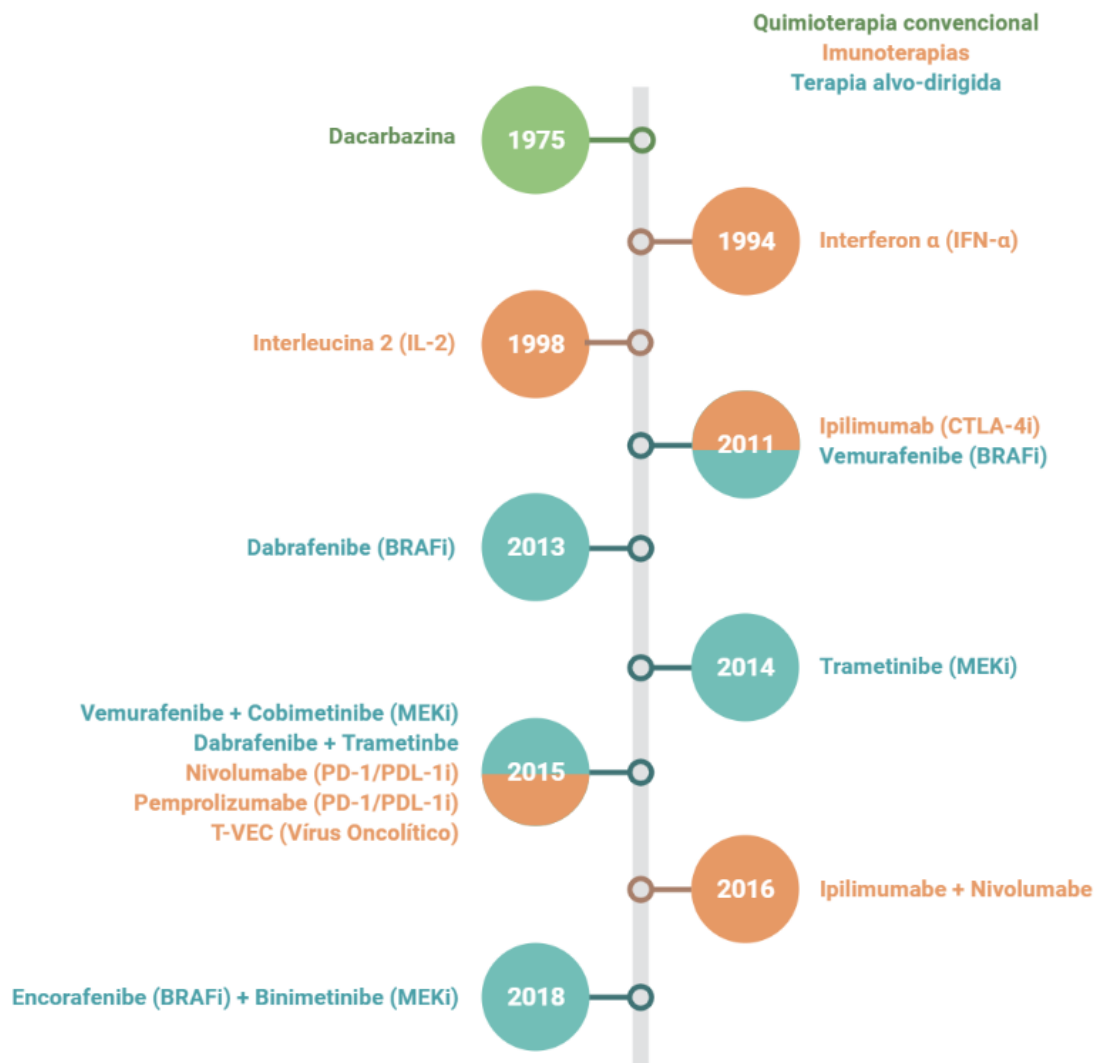 Quimioterapia convencional
Imunoterapias
Terapia alvo-dirigida
Dacarbazina
1975
1994
Interferon α (IFN-α)
Interleucina 2 (IL-2)
1998
2011
Ipilimumab (CTLA-4i)
Vemurafenibe (BRAFi)
Dabrafenibe (BRAFi)
2013
2014
Trametinibe (MEKi)
Vemurafenibe + Cobimetinibe (MEKi)
Dabrafenibe + Trametinbe
Nivolumabe (PD-1/PDL-1i)
Pemprolizumabe (PD-1/PDL-1i)
T-VEC (Vírus Oncolítico)
2015
2016
Ipilimumabe + Nivolumabe
Encorafenibe (BRAFi) + Binimetinibe (MEKi)
2018